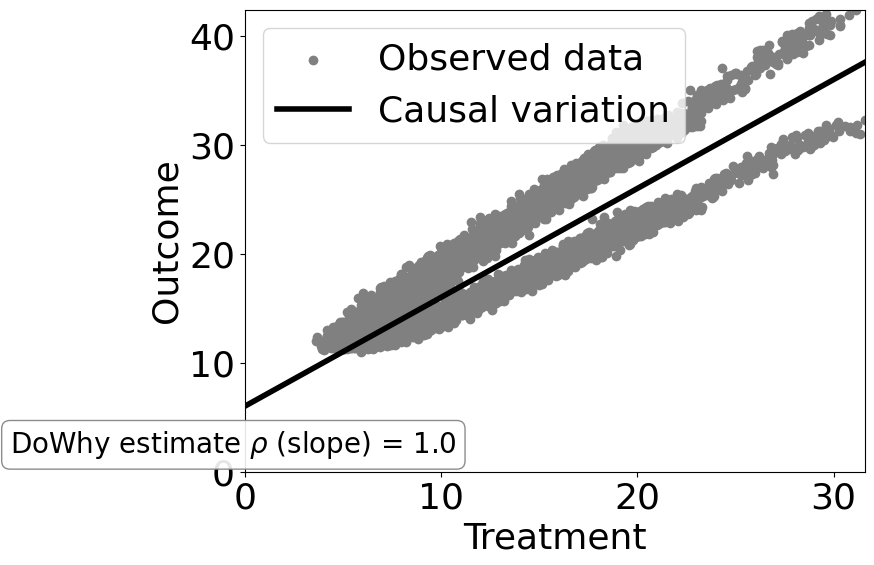 Observed data
Causal variation
40
30
20
10
0
Outcome
DoWhy estimate ρ (slope) = 1.0
0 10 20 30
Treatment